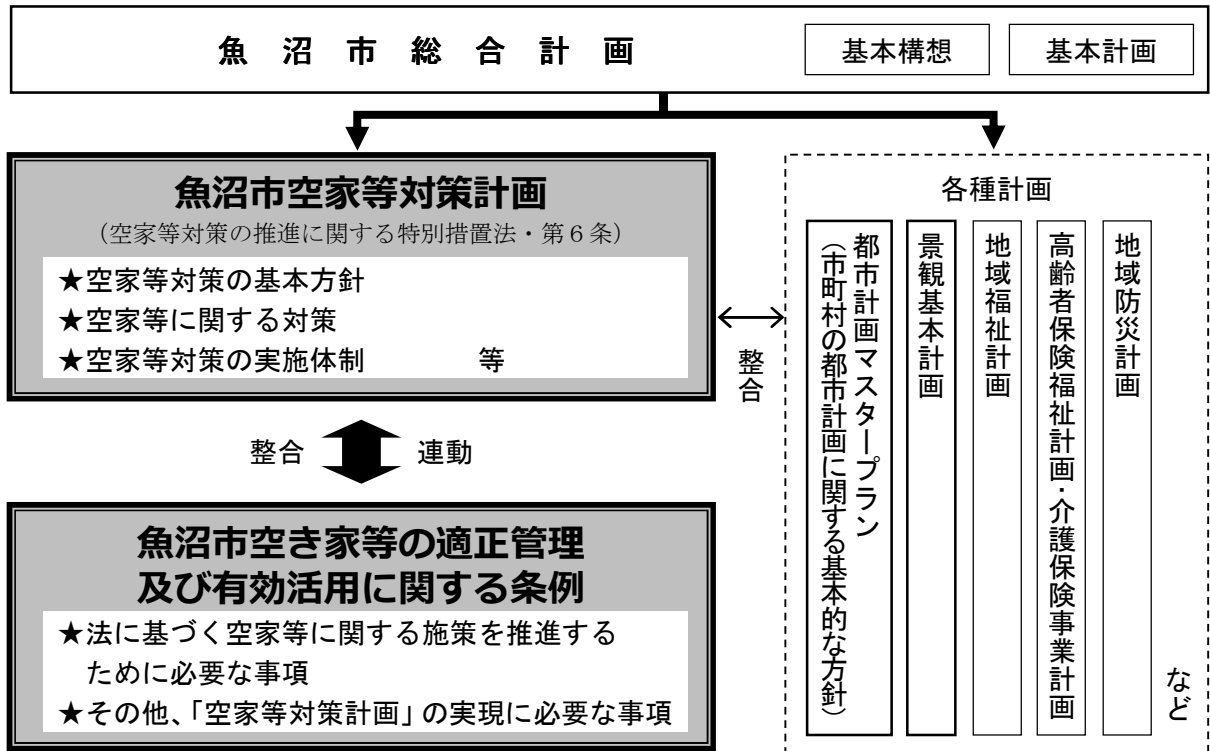 魚沼市総合計画
基本構想
基本計画
魚沼市空家等対策計画
（空家等対策の推進に関する特別措置法・第６条）
★空家等対策の基本方針
★空家等に関する対策
★空家等対策の実施体制　等
整合
連動
魚沼市空き家等の適正管理
及び有効活用に関する条例
★法に基づく空家等に関する施策を推進する
ために必要な事項
★その他、「空家等対策計画」の実現に必要な事項
整合
各種計画
都市計画マスタープラン
（市町村の都市計画に関する基本的な方針）
景観基本計画
地域福祉計画
高齢者保険福祉計画・介護保険事業計画
地域防災計画
など